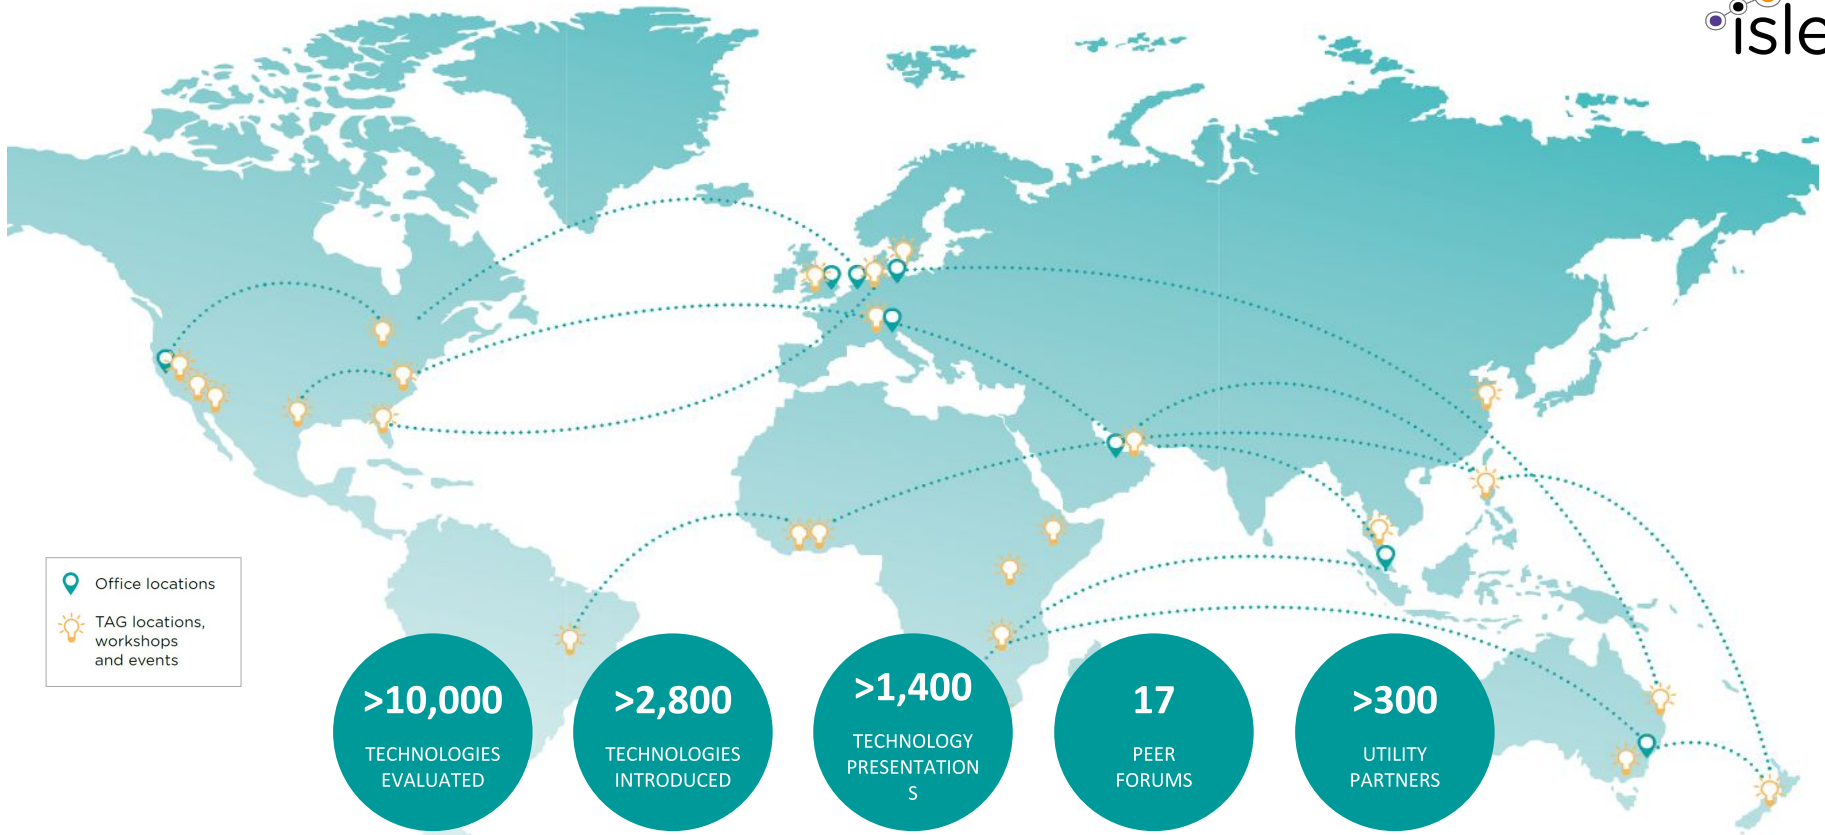 isle
Office locations
TAG locations,
workshops
and events
>10,000
TECHNOLOGIES
EVALUATED
>2,800
TECHNOLOGIES
INTRODUCED
>1,400
TECHNOLOGY
PRESENTATION
S
17
PEER
FORUMS
>300
UTILITY
PARTNERS